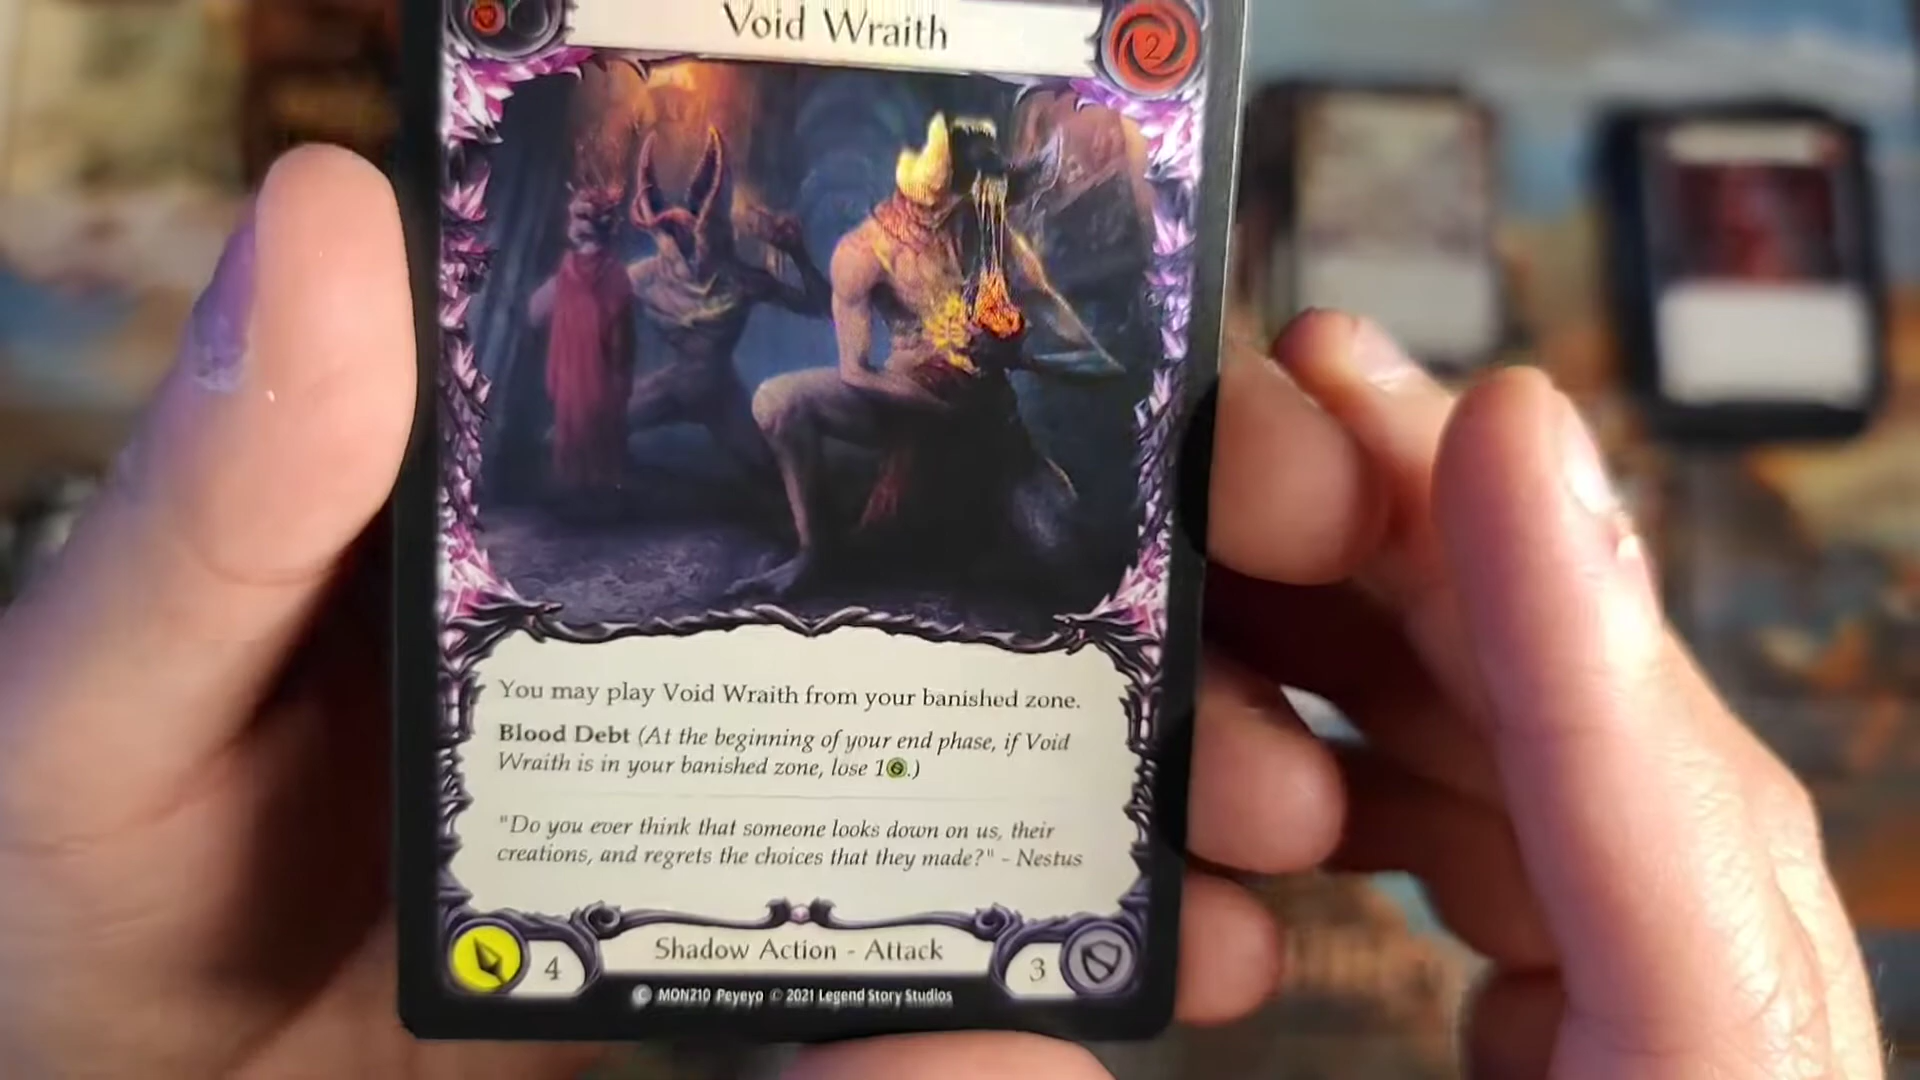 Void Wraith
2
You may play Void Wraith from your banished zone.
Blood Debt (At the beginning of your end phase, if Void
Wraith is in your banished zone, lose 1.)
"Do you ever think that someone looks down on us, their
creations, and regrets the choices that they made?" - Nestus
4
Shadow Action - Attack
3
C MON210 Peyeyo © 2021 Legend Story Studios